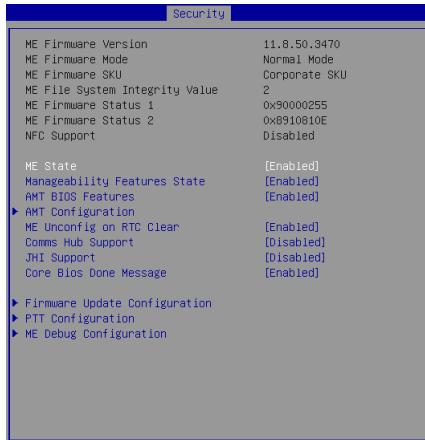 Security
ME Firmware Version 11.8.50.3470
ME Firmware Mode Normal Mode
ME Firmware SKU Corporate SKU
ME File System Integrity Value 2
ME Firmware Status 1 0x90000255
ME Firmware Status 2 0x8910810E
NFC Support Disabled
ME State [Enabled]
Manageability Features State [Enabled]
AMT BIOS Features [Enabled]
AMT Configuration
ME Unconfig on RTC Clear [Enabled]
Comms Hub Support [Disabled]
JHI Support [Disabled]
Core Bios Done Message [Enabled]
Firmware Update Configuration
PTT Configuration
ME Debug Configuration